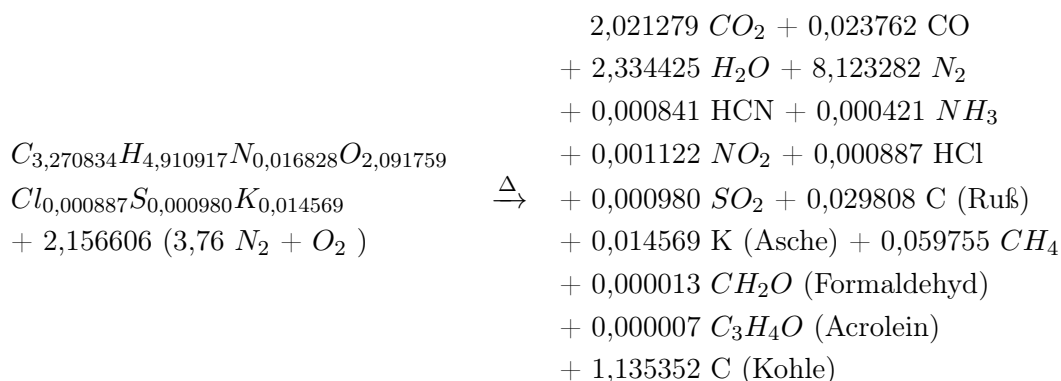 2,021279 CO₂ + 0,023762 CO
+ 2,334425 H₂O + 8,123282 N₂
+ 0,000841 HCN + 0,000421 NH₃
C₃,₂₇₀₈₃₄H₄,₉₁₀₉₁₇N₀,₀₁₆₈₂₈O₂,₀₉₁₇₅₉
+ 0,001122 NO₂ + 0,000887 HCl
Cl₀,₀₀₀₈₈₇S₀,₀₀₀₉₈₀K₀,₀₁₄₅₆₉ Δ→ + 0,000980 SO₂ + 0,029808 C (Ruß)
+ 2,156606 (3,76 N₂ + O₂ )
+ 0,014569 K (Asche) + 0,059755 CH₄
+ 0,000013 CH₂O (Formaldehyd)
+ 0,000007 C₃H₄O (Acrolein)
+ 1,135352 C (Kohle)